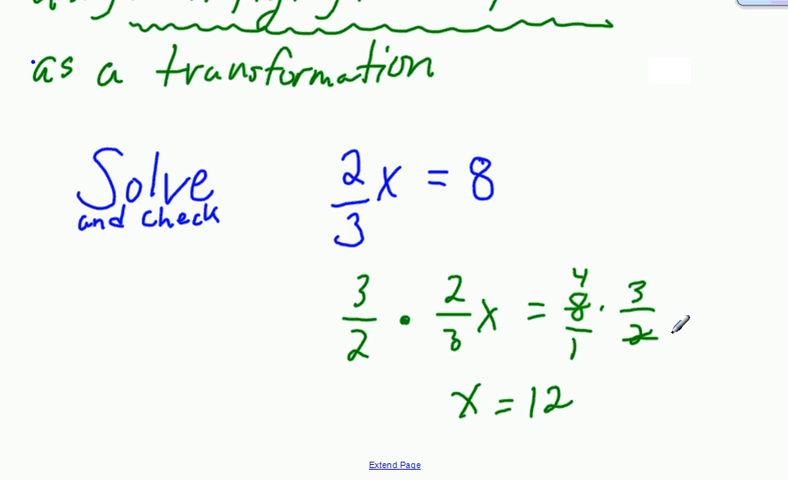 as a transformation
Solve
and check
2/3 x = 8
3/2 · 2/3 x = 8/1 · 3/2
4
x = 12
Extend Page